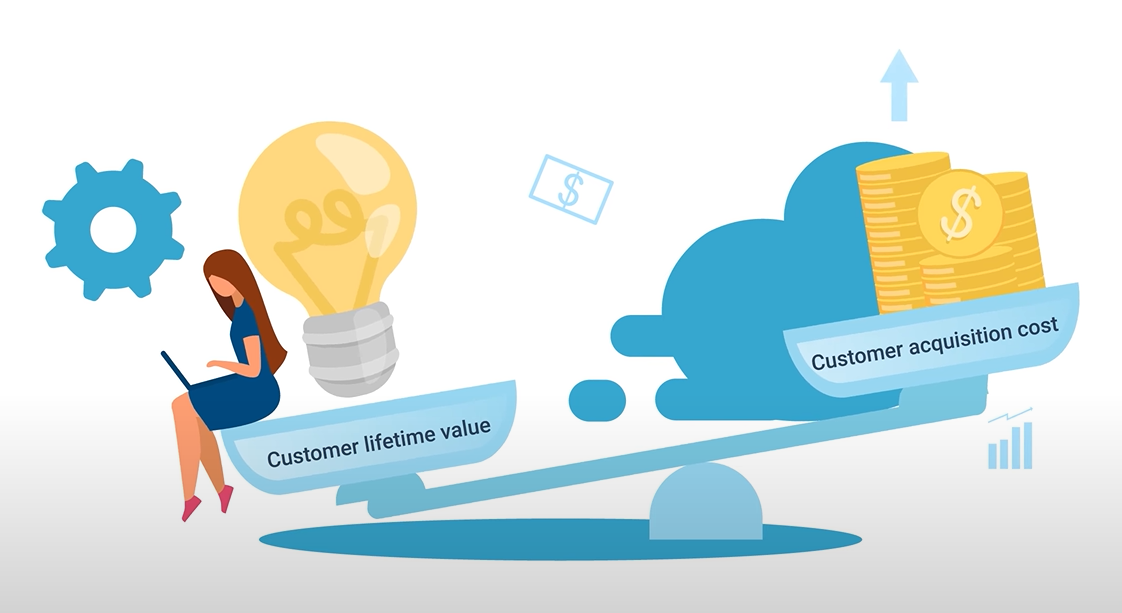 $
$
Customer acquisition cost
Customer lifetime value